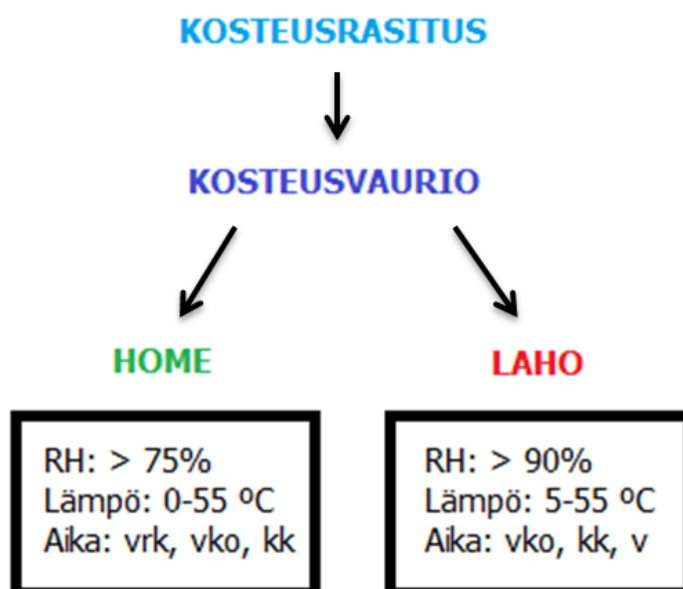 KOSTEUSRASITUS
KOSTEUSVAURIO
HOME
RH: > 75%
Lämpö: 0-55 ºC
Aika: vrk, vko, kk
LAHO
RH: > 90%
Lämpö: 5-55 ºC
Aika: vko, kk, v